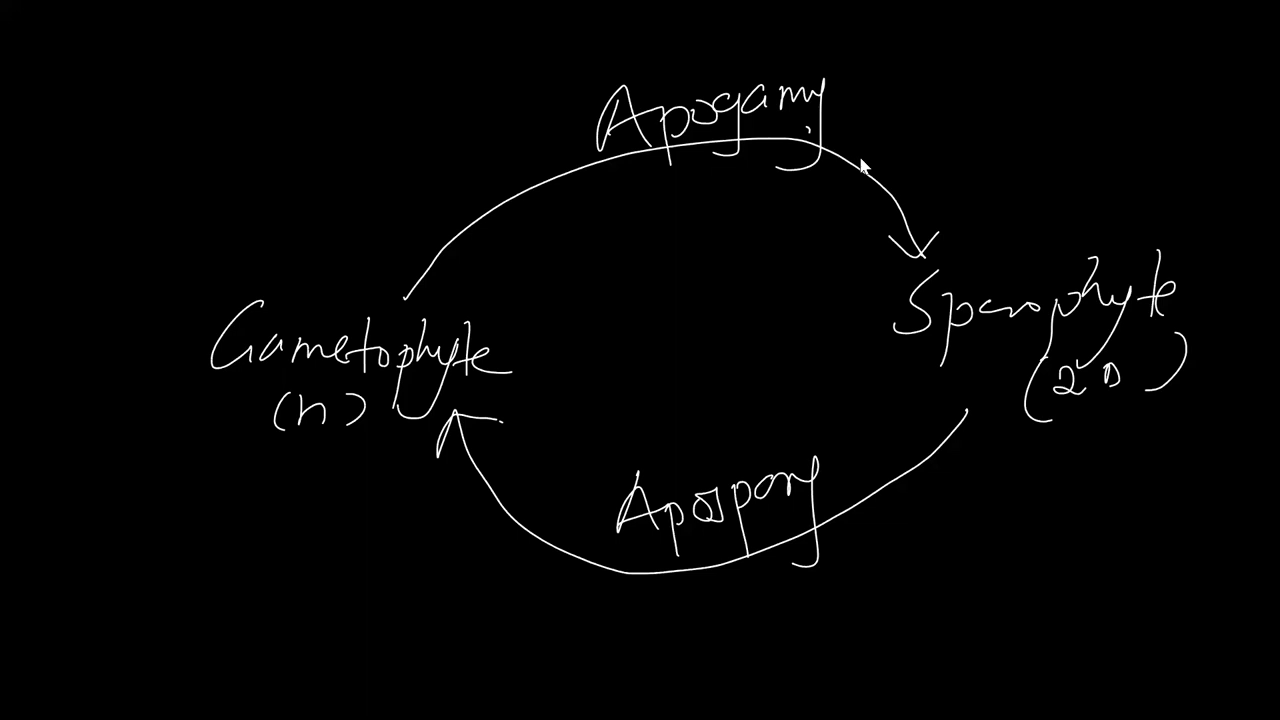 Apogamy
Sporophyte
(2n)
Gametophyte
(n)
Apospory